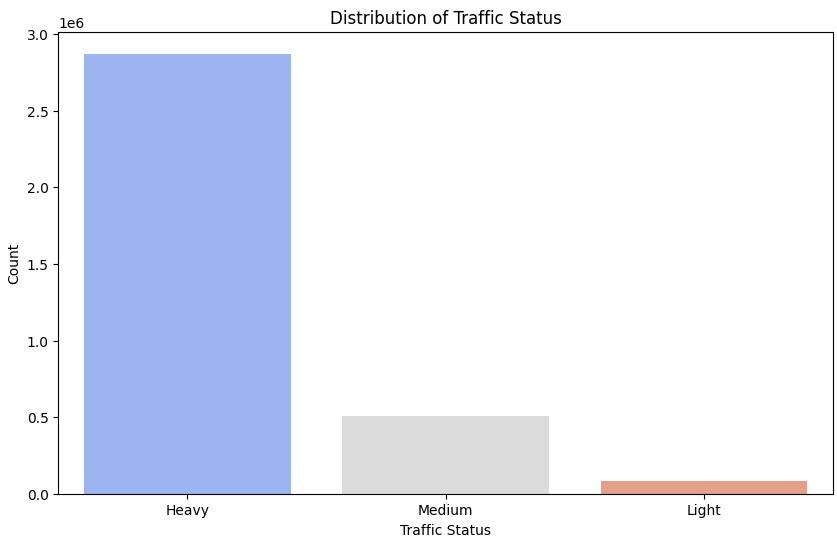 Distribution of Traffic Status
1e6
3.0
2.5
2.0
1.5
1.0
0.5
0.0
Count
Heavy Medium Light
Traffic Status